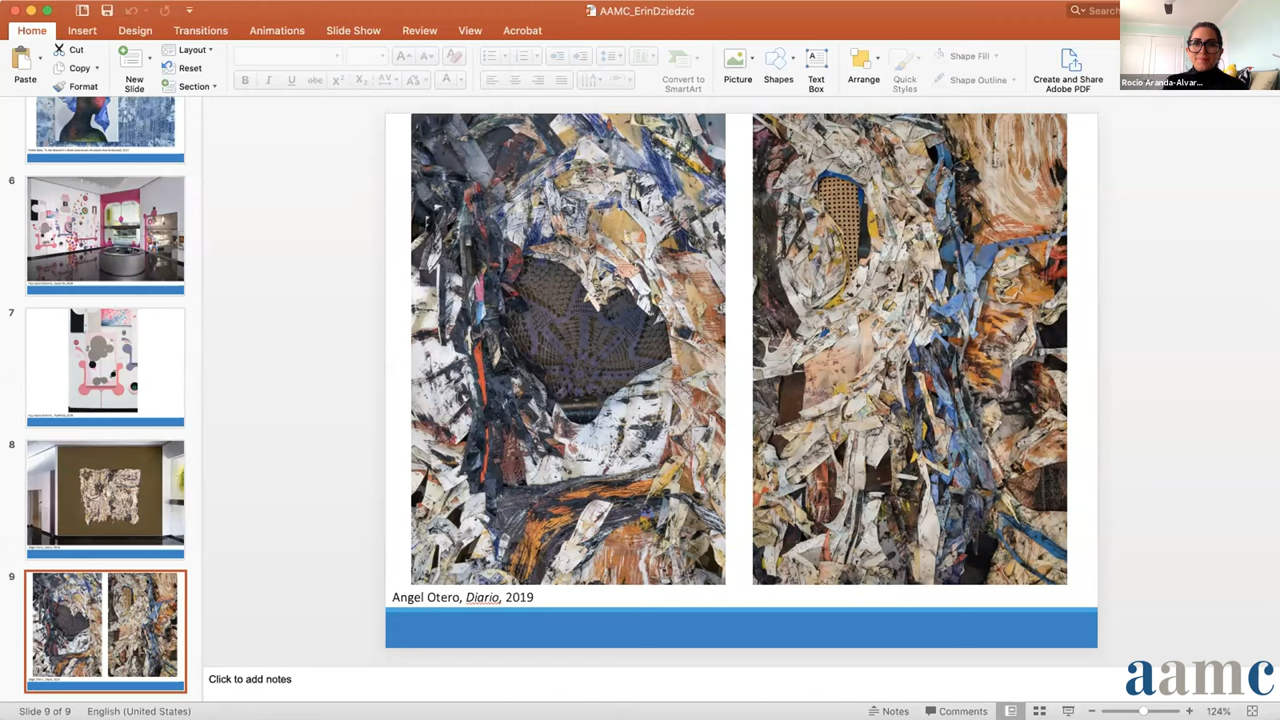 AAMC_ErinDziedzic
Search
Home Insert Design Transitions Animations Slide Show Review View Acrobat
Paste
Cut
Copy
Format
New
Slide
Layout
Reset
Section
Convert to
SmartArt
Picture
Shapes
Text
Box
Arrange
Quick
Styles
Shape Fill
Shape Outline
Create and Share
Adobe PDF
Rocio Aranda-Alvar...
6
7
8
9
Angel Otero, Diario, 2019
Click to add notes
aamc
Slide 9 of 9 English (United States)
Notes Comments 124%